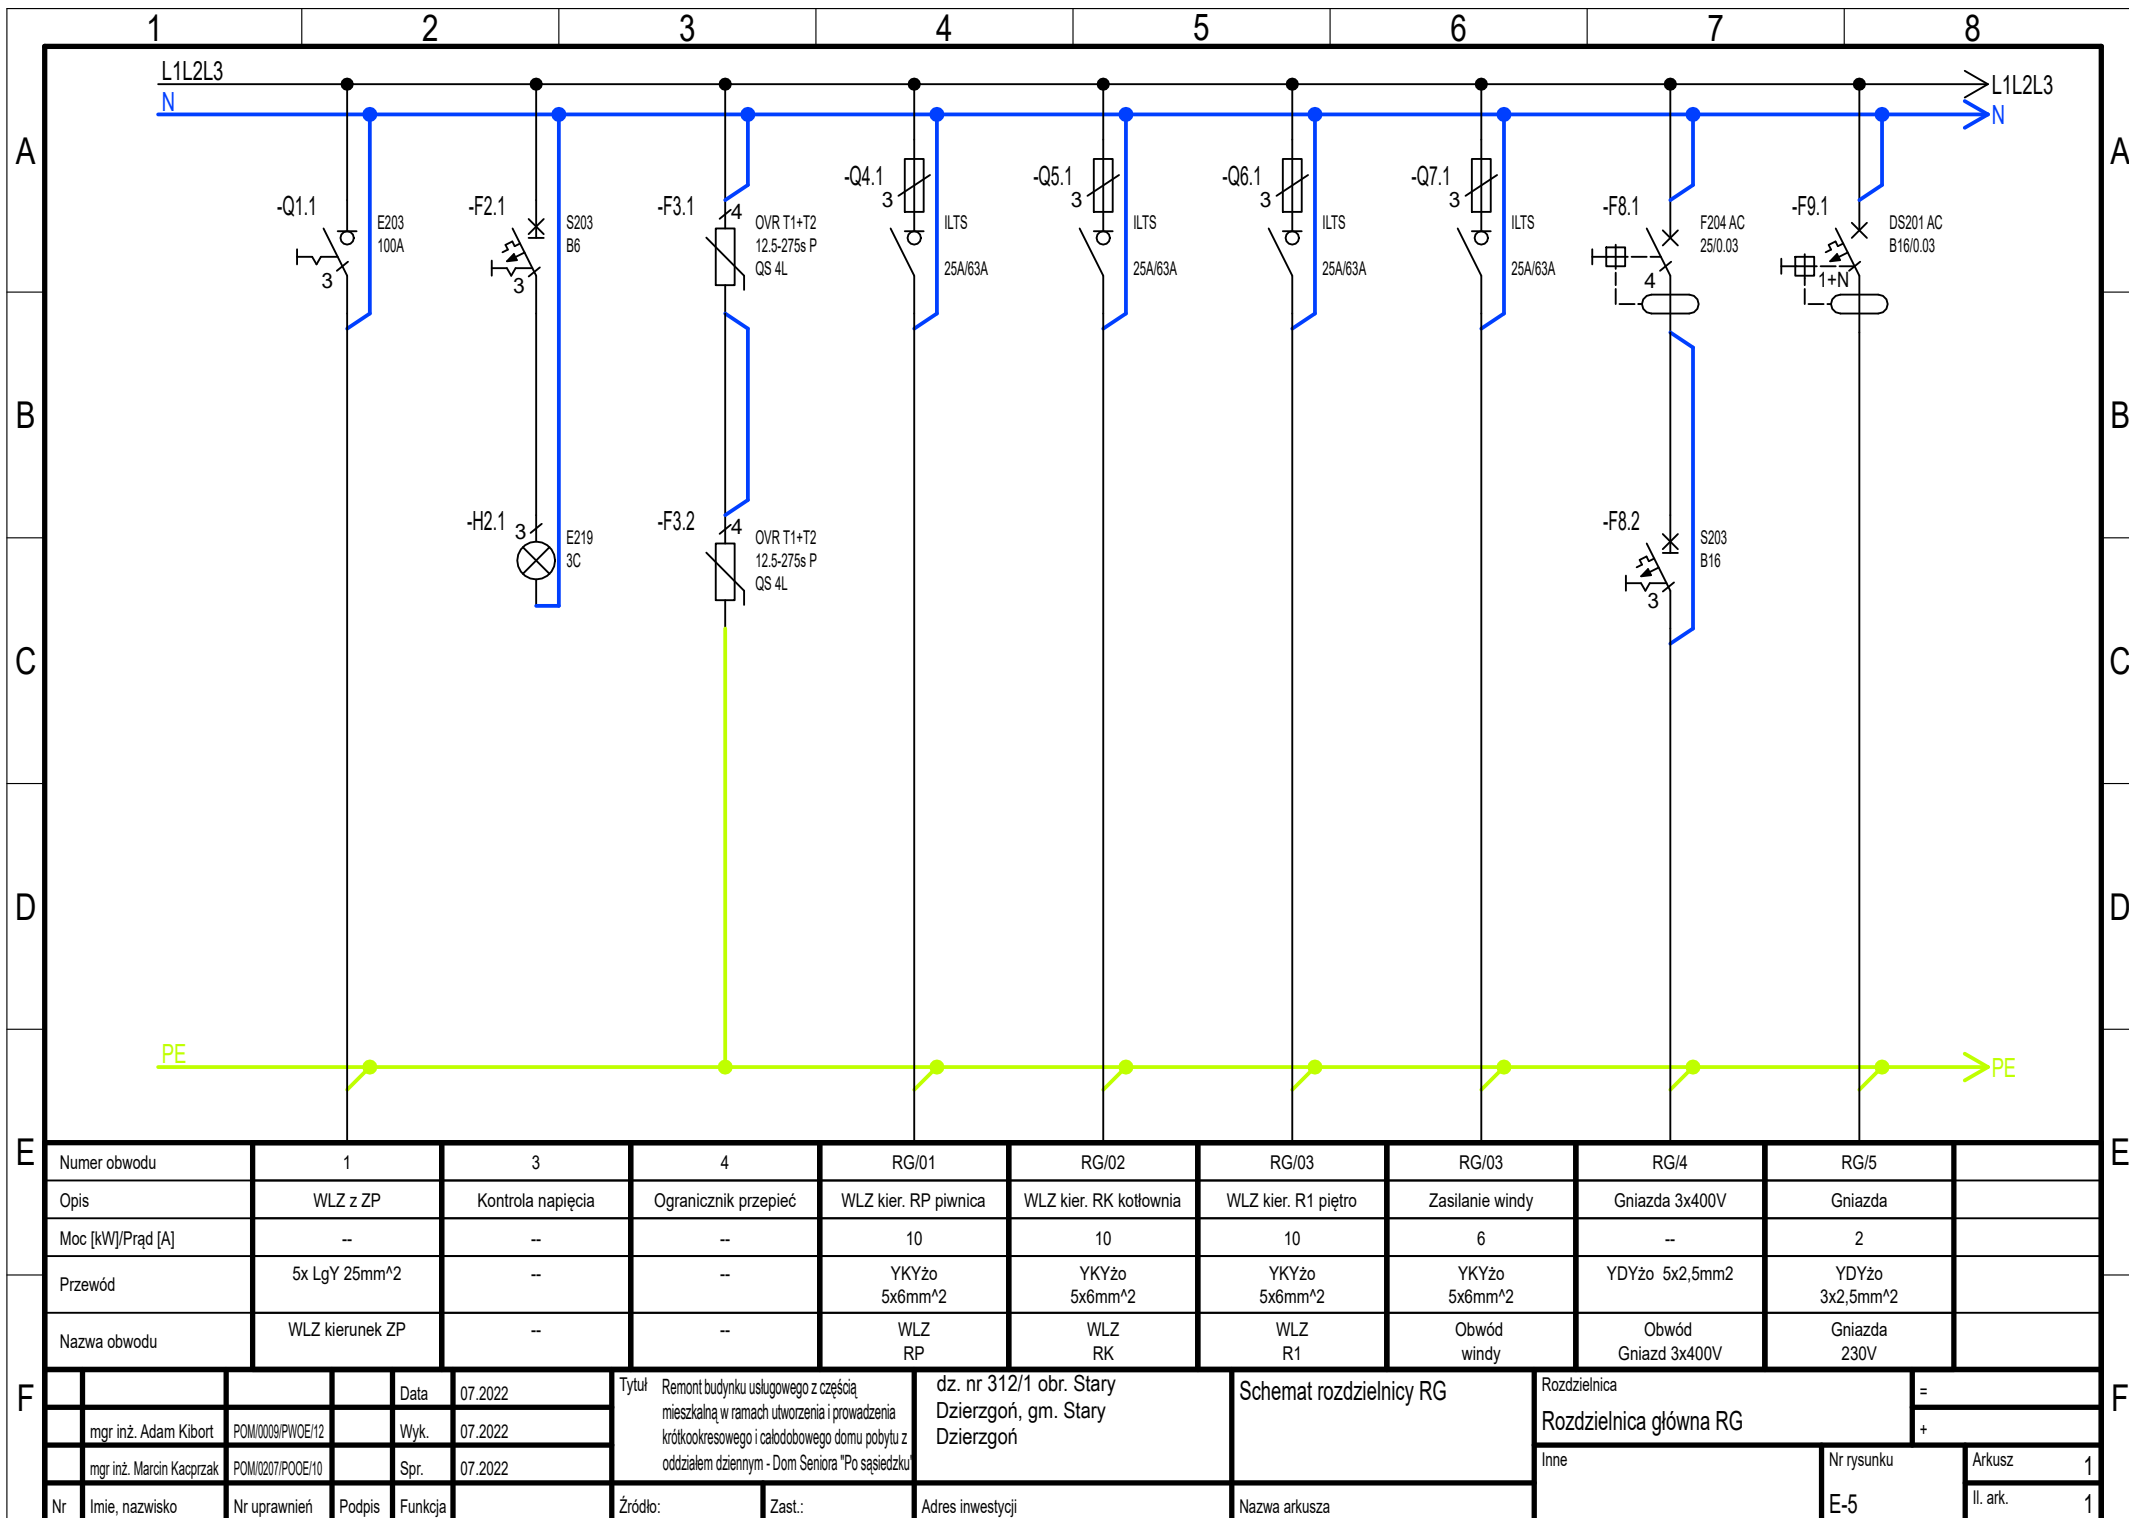 1 2 3 4 5 6 7 8
L1L2L3
L1L2L3
N
N
A
A
-Q1.1
E203
100A
3
-F2.1
S203
B6
3
-F3.1
4
OVR T1+T2
12.5-275s P
QS 4L
-Q4.1
3
ILTS
25A/63A
-Q5.1
3
ILTS
25A/63A
-Q6.1
3
ILTS
25A/63A
-Q7.1
3
ILTS
25A/63A
-F8.1
F204 AC
25/0.03
4
-F9.1
DS201 AC
B16/0.03
1+N
B
B
-H2.1
3
E219
3C
-F3.2
4
OVR T1+T2
12.5-275s P
QS 4L
-F8.2
S203
B16
3
C
C
D
D
PE
PE
E
E
Numer obwodu 1 3 4 RG/01 RG/02 RG/03 RG/03 RG/4 RG/5
Opis WLZ z ZP Kontrola napięcia Ogranicznik przepieć WLZ kier. RP piwnica WLZ kier. RK kotłownia WLZ kier. R1 piętro Zasilanie windy Gniazda 3x400V Gniazda
Moc [kW]/Prąd [A] -- -- -- 10 10 10 6 -- 2
Przewód 5x LgY 25mm^2 -- -- YKYżo 5x6mm^2 YKYżo 5x6mm^2 YKYżo 5x6mm^2 YKYżo 5x6mm^2 YDYżo 5x2,5mm2 YDYżo 3x2,5mm^2
Nazwa obwodu WLZ kierunek ZP -- -- WLZ RP WLZ RK WLZ R1 Obwód windy Obwód Gniazd 3x400V Gniazda 230V
F
F
Data 07.2022
mgr inż. Adam Kibort POM/0009/PWOE/12 Wyk. 07.2022
mgr inż. Marcin Kacprzak POM/0207/POOE/10 Spr. 07.2022
Nr Imie, nazwisko Nr uprawnień Podpis Funkcja
Tytuł Remont budynku usługowego z częścią
mieszkalną w ramach utworzenia i prowadzenia
krótkookresowego i całodobowego domu pobytu z
oddziałem dziennym - Dom Seniora "Po sąsiedzku"
Źródło: Zast.:
dz. nr 312/1 obr. Stary
Dzierzgoń, gm. Stary
Dzierzgoń
Adres inwestycji
Schemat rozdzielnicy RG
Nazwa arkusza
Rozdzielnica
Rozdzielnica główna RG
=
+
Inne
Nr rysunku
E-5
Arkusz 1
Il. ark. 1